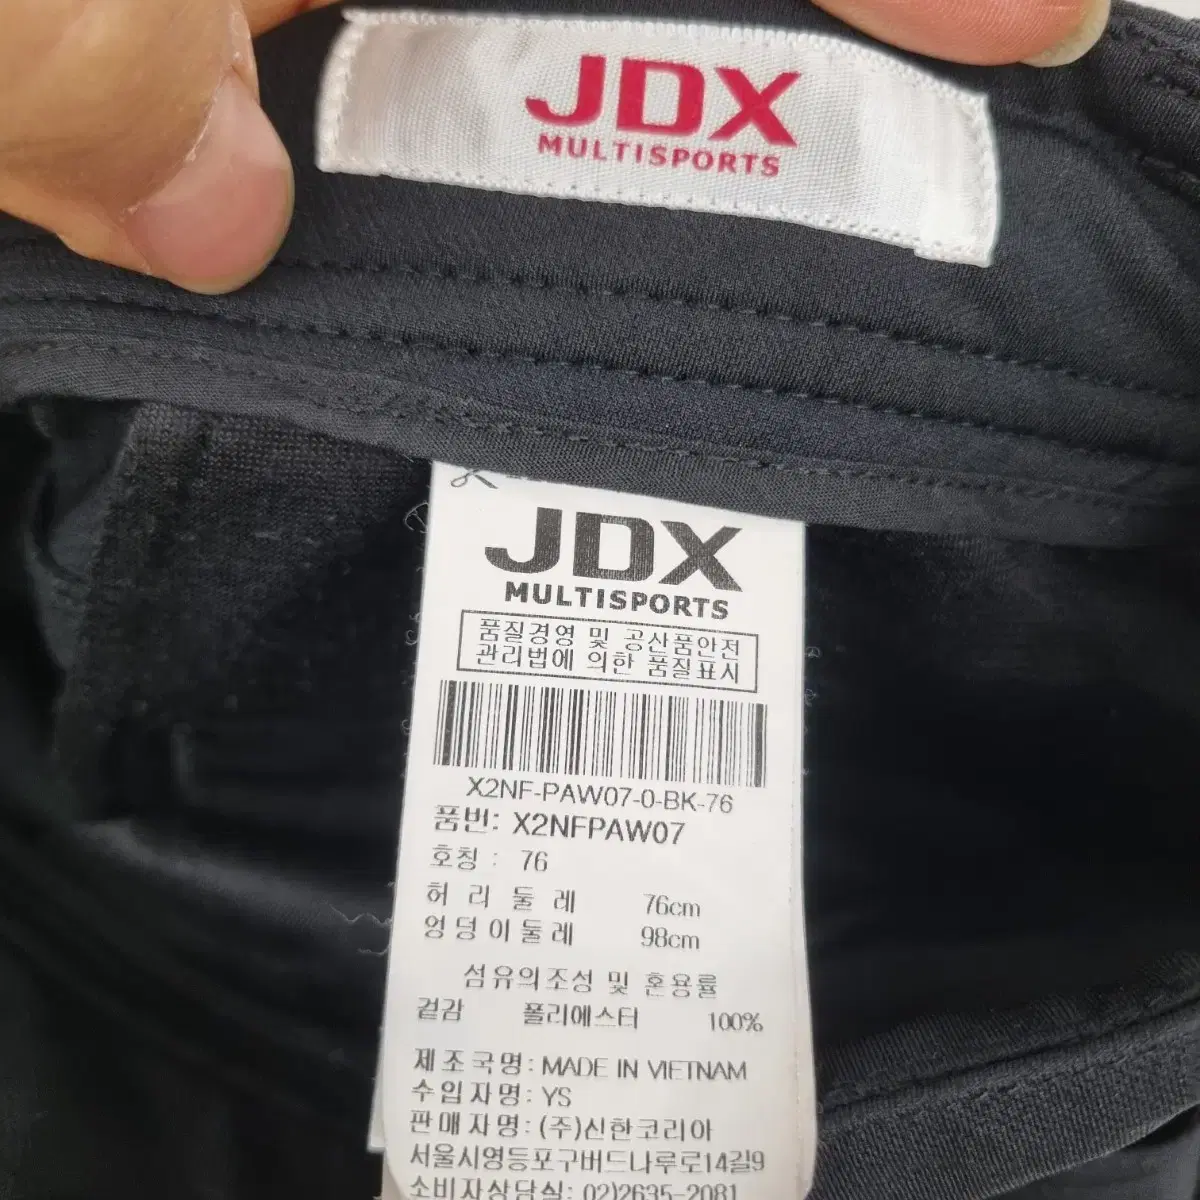 JDX
MULTISPORTS
JDX
MULTISPORTS
품질경영 및 공산품안전
관리법에 의한 품질표시
X2NF-PAW07-0-BK-76
품번: X2NFPAW07
호칭 : 76
허리둘레 76cm
엉덩이둘레 98cm
섬유의조성 및 혼용률
겉감 폴리에스터 100%
제조국명: MADE IN VIETNAM
수입자명: YS
판매자명: (주)신한코리아
서울시영등포구버드나루로14길9
소비자상담실: 02)2635-2081